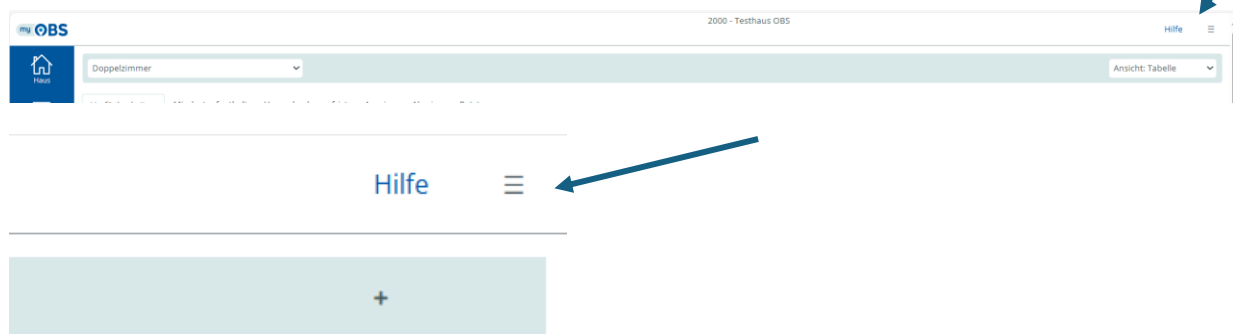 my OBS
2000 - Testhaus OBS
Hilfe
Haus
Doppelzimmer
Ansicht: Tabelle
Hilfe
+